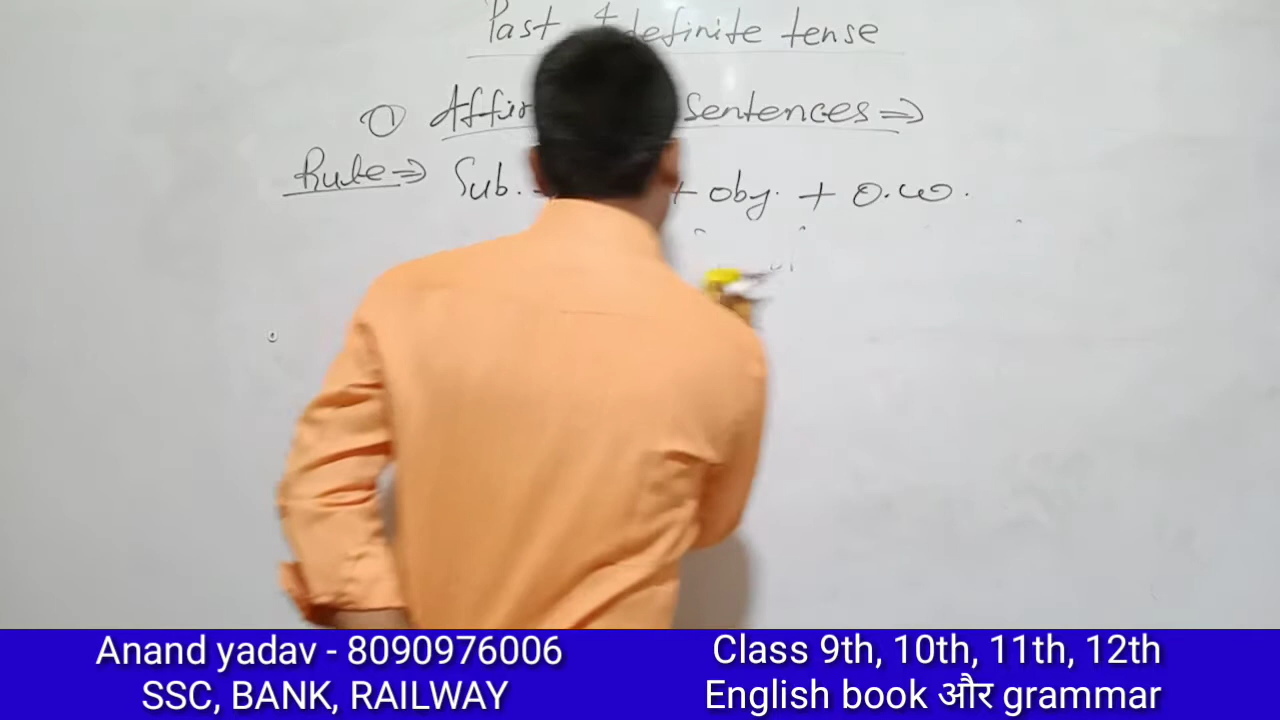 Past definite tense
① sentences ⇒
Rule ⇒ Sub. + obj. + o.w.
Anand yadav - 8090976006
SSC, BANK, RAILWAY
Class 9th, 10th, 11th, 12th
English book और grammar